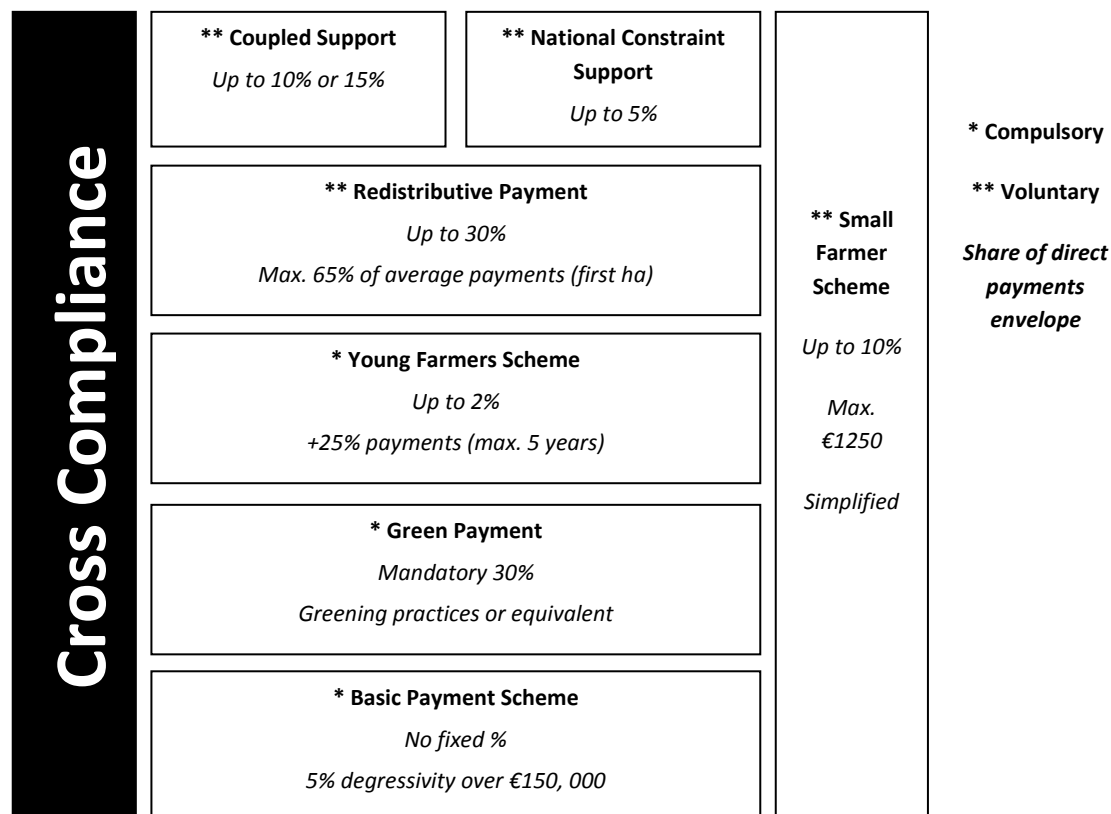 Cross Compliance
** Coupled Support
Up to 10% or 15%
** National Constraint
Support
Up to 5%
** Redistributive Payment
Up to 30%
Max. 65% of average payments (first ha)
* Young Farmers Scheme
Up to 2%
+25% payments (max. 5 years)
* Green Payment
Mandatory 30%
Greening practices or equivalent
* Basic Payment Scheme
No fixed %
5% degressivity over €150, 000
** Small
Farmer
Scheme
Up to 10%
Max.
€1250
Simplified
* Compulsory
** Voluntary
Share of direct
payments
envelope